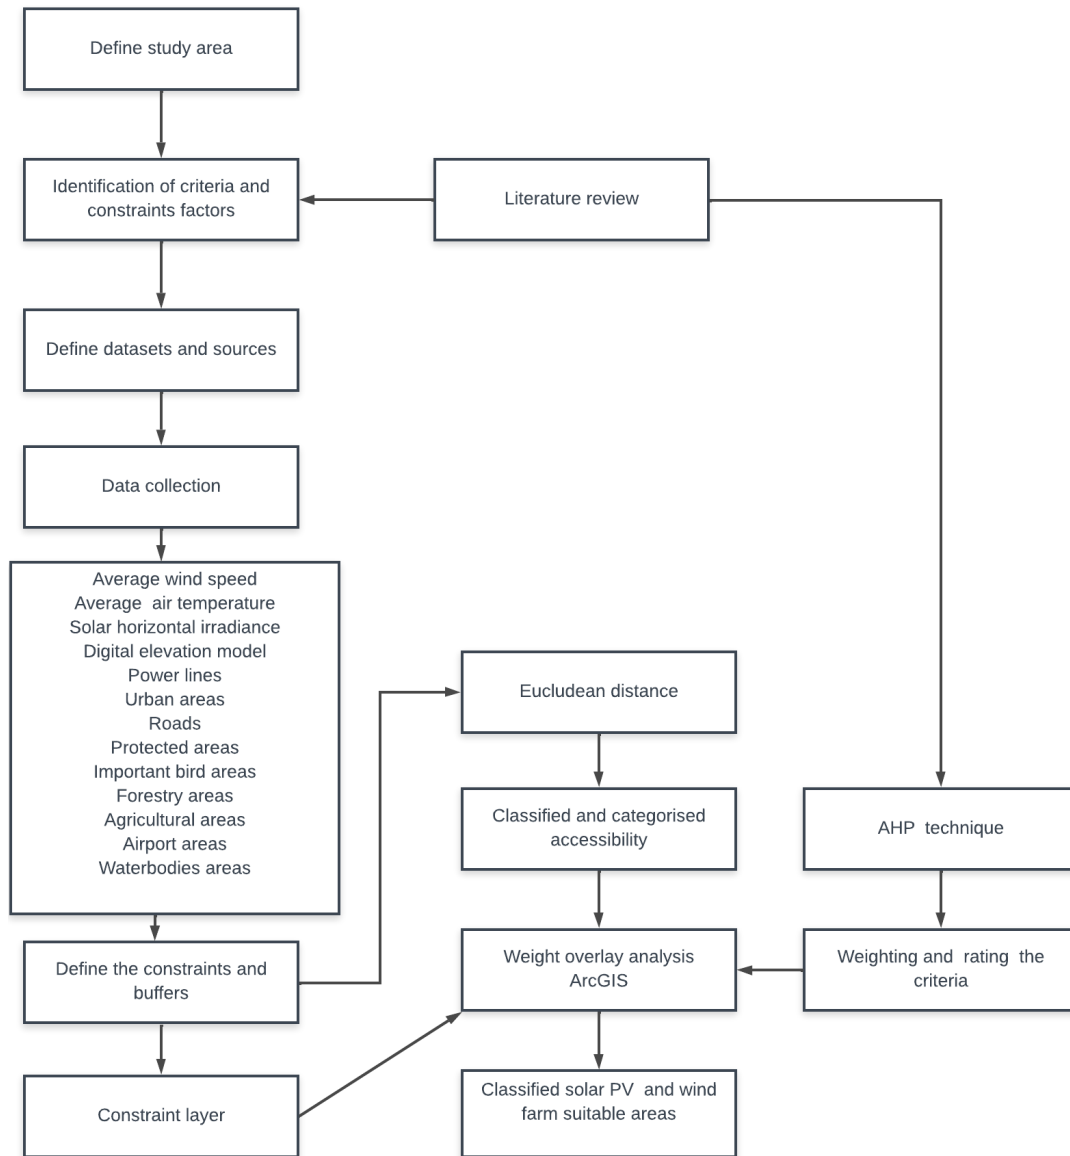 Define study area
Identification of criteria and
constraints factors
Literature review
Define datasets and sources
Data collection
Average wind speed
Average  air temperature
Solar horizontal irradiance
Digital elevation model
Power lines
Urban areas
Roads
Protected areas
Important bird areas
Forestry areas
Agricultural areas
Airport areas
Waterbodies areas
Define the constraints and
buffers
Constraint layer
Eucludean distance
Classified and categorised
accessibility
Weight overlay analysis
ArcGIS
Classified solar PV  and wind
farm suitable areas
AHP  technique
Weighting and  rating  the
criteria